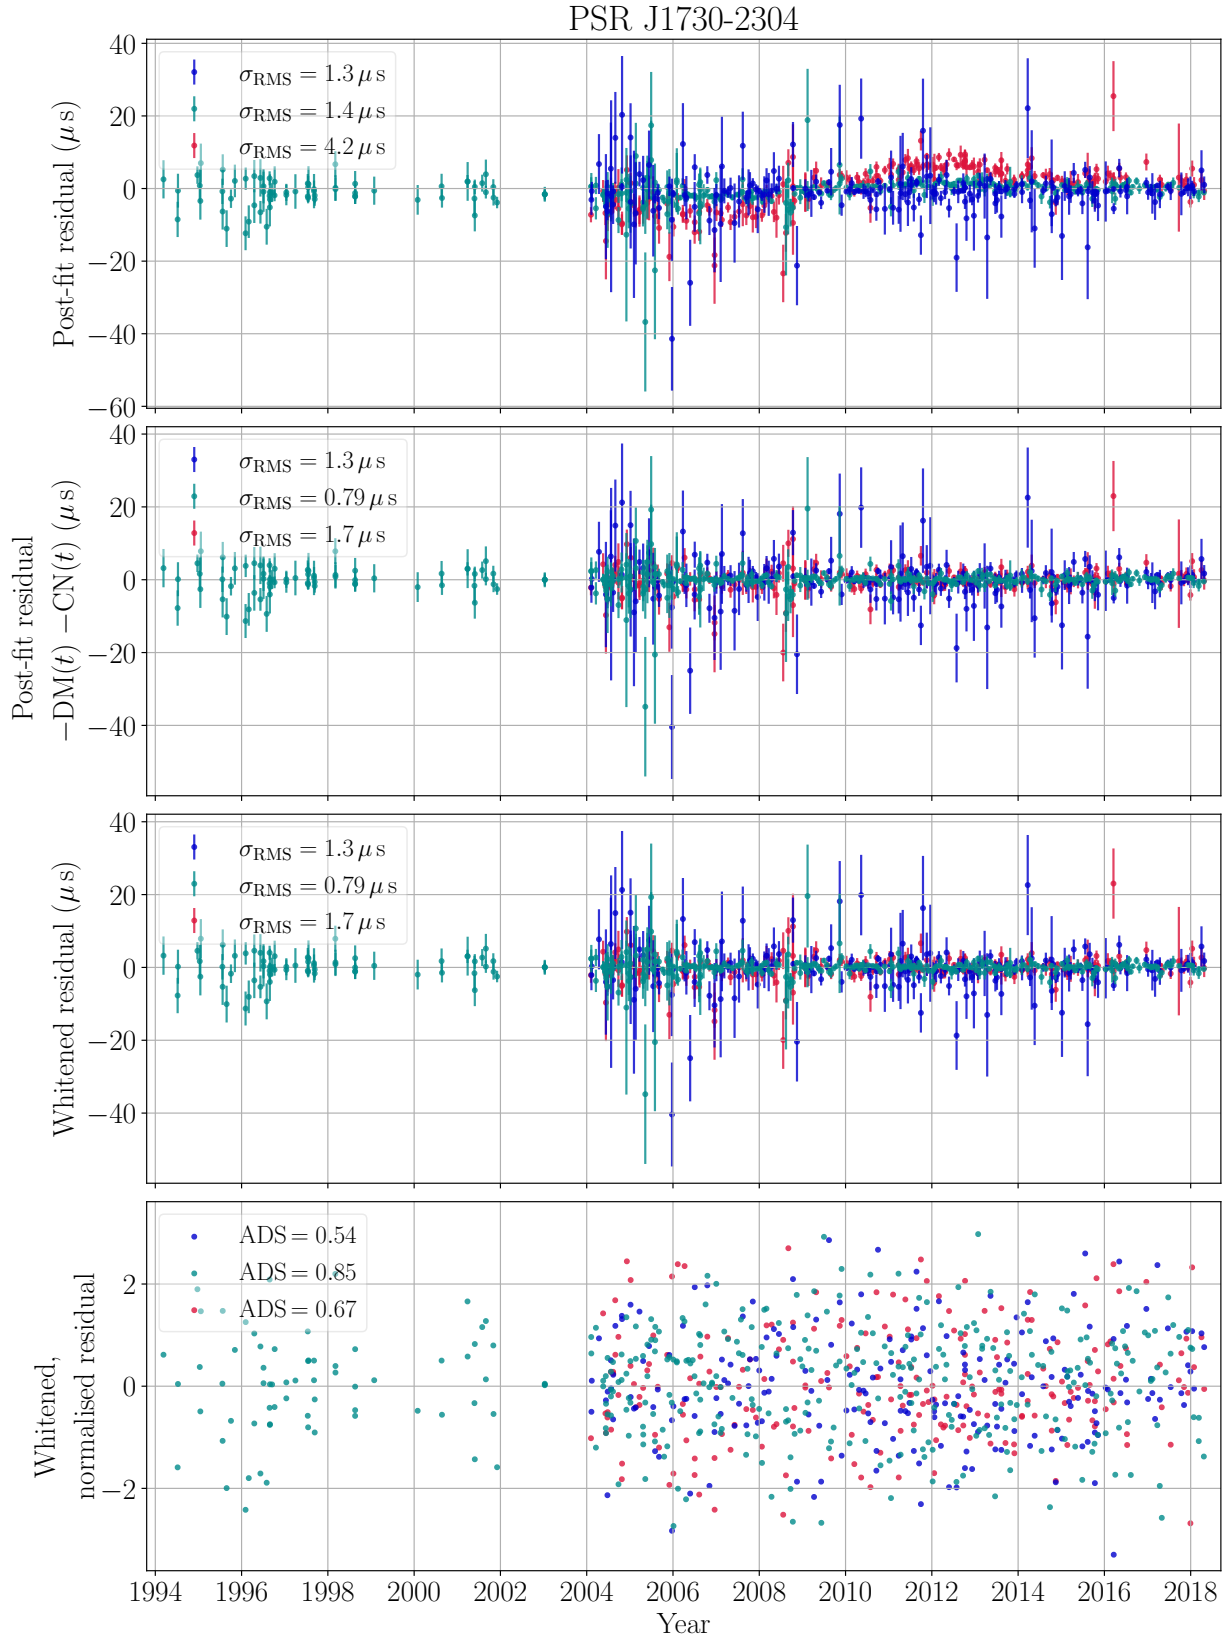 PSR J1730-2304
40
20
0
−20
−40
−60
Post-fit residual (μs)
σRMS = 1.3 μs
σRMS = 1.4 μs
σRMS = 4.2 μs
40
20
0
−20
−40
Post-fit residual
−DM(t) −CN(t) (μs)
σRMS = 1.3 μs
σRMS = 0.79 μs
σRMS = 1.7 μs
40
20
0
−20
−40
Whitened residual (μs)
σRMS = 1.3 μs
σRMS = 0.79 μs
σRMS = 1.7 μs
2
0
−2
Whitened,
normalised residual
ADS = 0.54
ADS = 0.85
ADS = 0.67
1994 1996 1998 2000 2002 2004 2006 2008 2010 2012 2014 2016 2018
Year